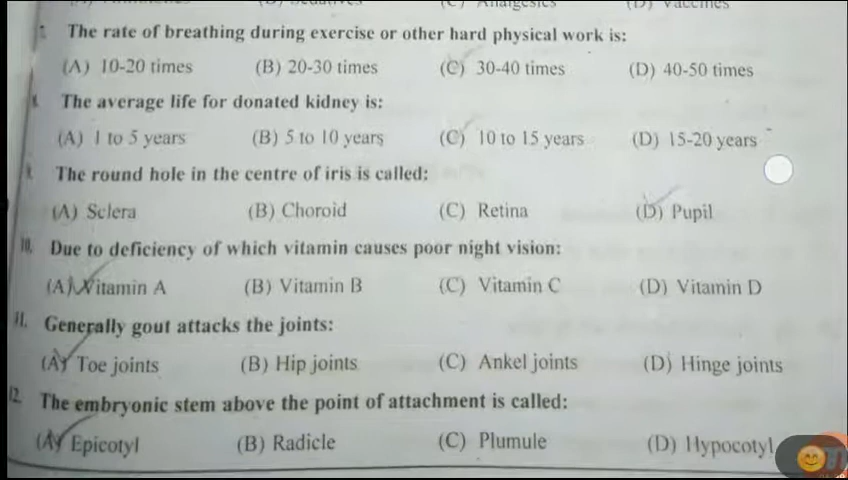 (C) Analgesics (D) Vaccines
The rate of breathing during exercise or other hard physical work is:
(A) 10-20 times (B) 20-30 times (C) 30-40 times (D) 40-50 times
The average life for donated kidney is:
(A) 1 to 5 years (B) 5 to 10 years (C) 10 to 15 years (D) 15-20 years
The round hole in the centre of iris is called:
(A) Sclera (B) Choroid (C) Retina (D) Pupil
10. Due to deficiency of which vitamin causes poor night vision:
(A) Vitamin A (B) Vitamin B (C) Vitamin C (D) Vitamin D
11. Generally gout attacks the joints:
(A) Toe joints (B) Hip joints (C) Ankel joints (D) Hinge joints
12. The embryonic stem above the point of attachment is called:
(A) Epicotyl (B) Radicle (C) Plumule (D) Hypocotyl